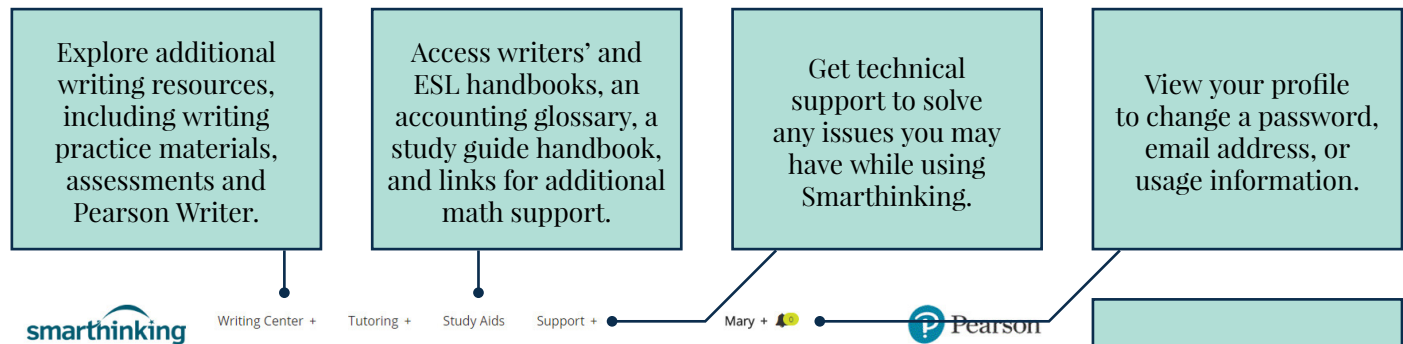 Explore additional
writing resources,
including writing
practice materials,
assessments and
Pearson Writer.
Access writers’ and
ESL handbooks, an
accounting glossary, a
study guide handbook,
and links for additional
math support.
Get technical
support to solve
any issues you may
have while using
Smarthinking.
View your profile
to change a password,
email address, or
usage information.
smarthinking
Writing Center +
Tutoring +
Study Aids
Support +
Mary +
0
P Pearson